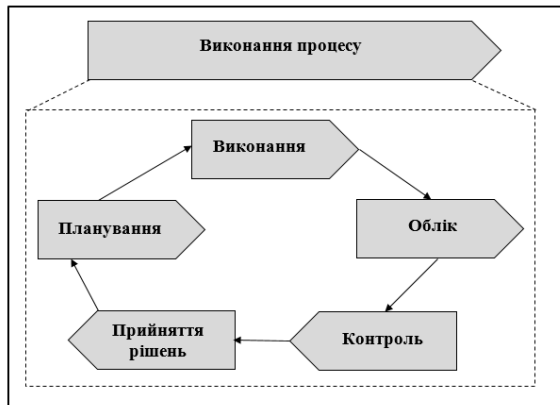 Виконання процесу
Виконання
Планування
Облік
Прийняття
рішень
Контроль